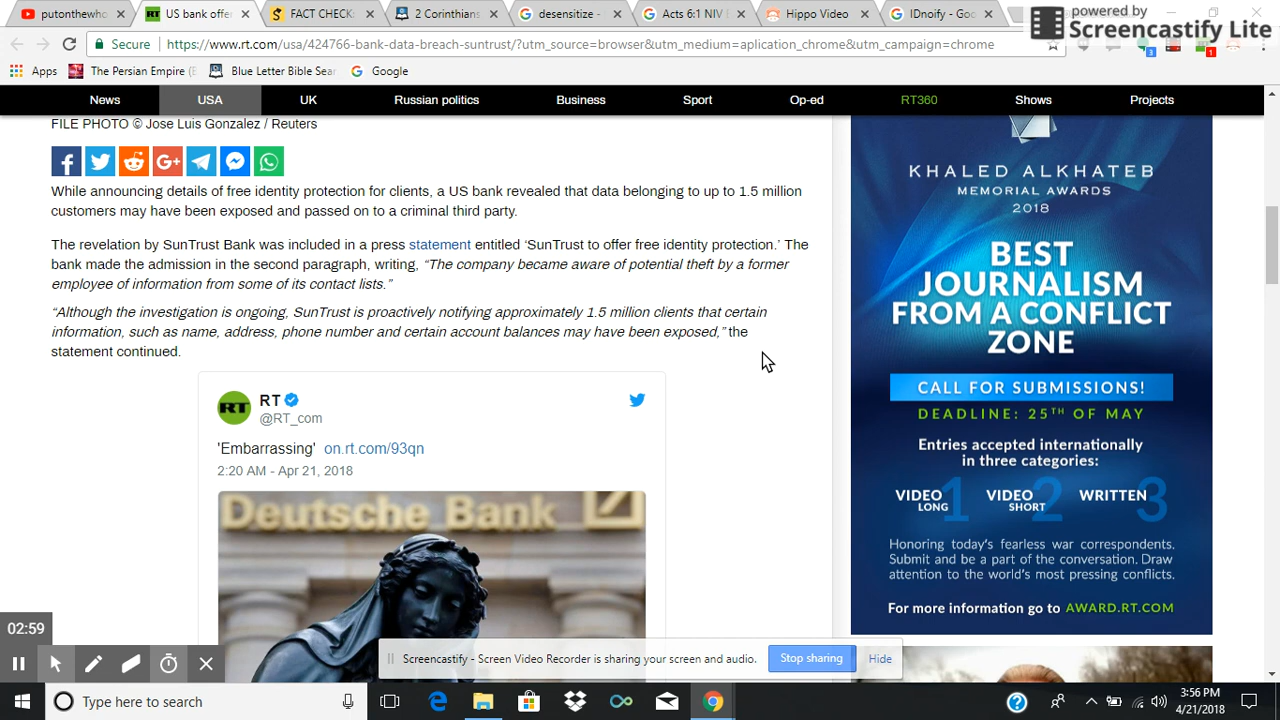 putonthewho
US bank offer
FACT CHECK:
2 Corinthians
desensitize -
Acts 6:1 NIV
Hippo Video
IDnoify - Goo
powered by
Screencastify Lite
Secure
https://www.rt.com/usa/424766-bank-data-breach-idnotify/?utm_source=browser&utm_medium=aplication_chrome&utm_campaign=chrome
Apps
The Persian Empire (E
Blue Letter Bible Sear
Google
News
USA
UK
Russian politics
Business
Sport
Op-ed
RT360
Shows
Projects
FILE PHOTO © Jose Luis Gonzalez / Reuters
While announcing details of free identity protection for clients, a US bank revealed that data belonging to up to 1.5 million
customers may have been exposed and passed on to a criminal third party.
The revelation by SunTrust Bank was included in a press statement entitled ‘SunTrust to offer free identity protection.’ The
bank made the admission in the second paragraph, writing, “The company became aware of potential theft by a former
employee of information from some of its contact lists.”
“Although the investigation is ongoing, SunTrust is proactively notifying approximately 1.5 million clients that certain
information, such as name, address, phone number and certain account balances may have been exposed,” the
statement continued.
RT
@RT_com
'Embarrassing' on.rt.com/93qn
2:20 AM - Apr 21, 2018
Deutsche Bank
KHALED ALKHATEB
MEMORIAL AWARDS
2018
BEST
JOURNALISM
FROM A CONFLICT
ZONE
CALL FOR SUBMISSIONS!
DEADLINE: 25TH OF MAY
Entries accepted internationally
in three categories:
VIDEO LONG 1
VIDEO SHORT 2
WRITTEN 3
Honoring today's fearless war correspondents.
Submit and be a part of the conversation. Draw
attention to the world's most pressing conflicts.
For more information go to AWARD.RT.COM
02:59
Screencastify - Screen Video Recorder is sharing your screen and audio.
Stop sharing
Hide
Type here to search
3:56 PM
4/21/2018